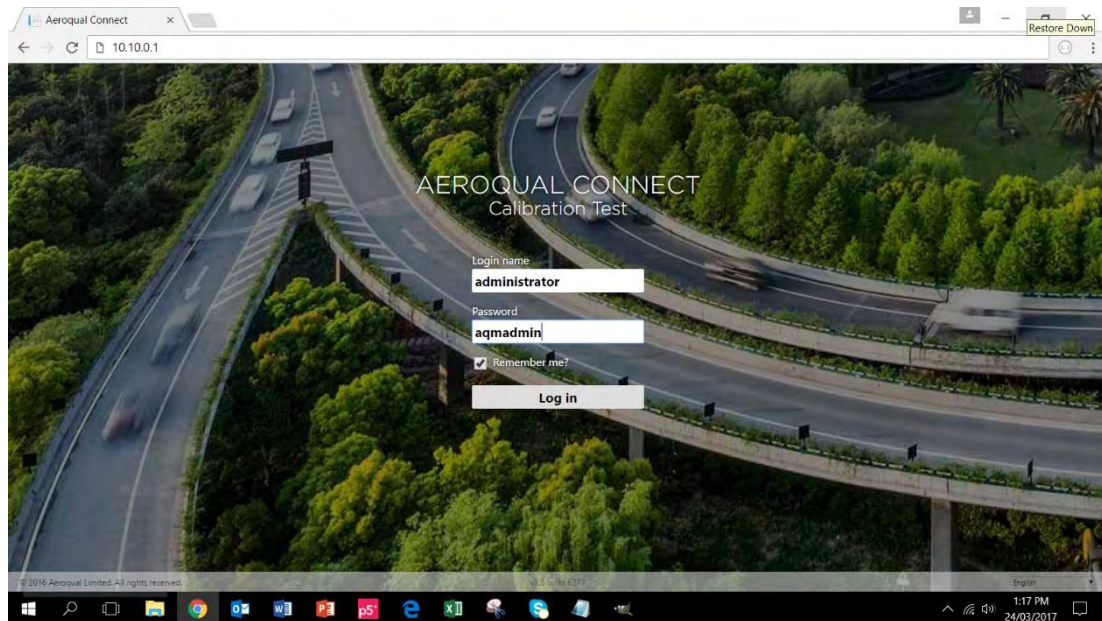 Aeroqual Connect
Restore Down
10.10.0.1
AEROQUAL CONNECT
Calibration Test
Login name
administrator
Password
aqmadmin
Remember me?
Log in
© 2016 Aeroqual Limited. All rights reserved.
English
p5*
1:17 PM
24/03/2017